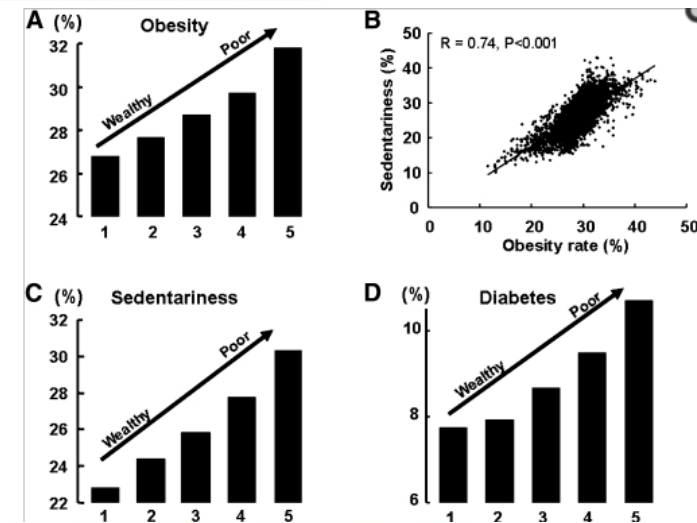 A (%) Obesity
32
30
28
26
24
Wealthy
Poor
1 2 3 4 5
B
R = 0.74, P<0.001
Sedentariness (%)
50
40
30
20
10
0
0 10 20 30 40 50
Obesity rate (%)
C (%) Sedentariness
32
30
28
26
24
22
Wealthy
Poor
1 2 3 4 5
D (%) Diabetes
10
8
6
Wealthy
Poor
1 2 3 4 5